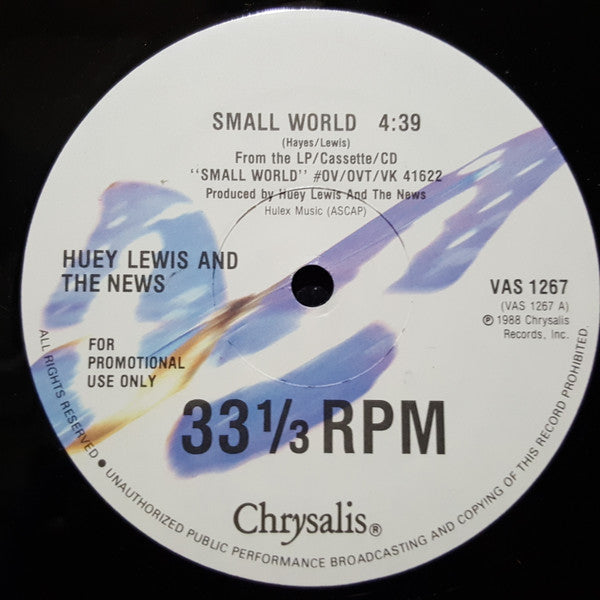 SMALL WORLD 4:39
(Hayes/Lewis)
From the LP/Cassette/CD
"SMALL WORLD" #OV/OVT/VK 41622
Produced by Huey Lewis And The News
Hulex Music (ASCAP)
HUEY LEWIS AND
THE NEWS
VAS 1267
(VAS 1267 A)
℗ 1988 Chrysalis
Records, Inc.
FOR
PROMOTIONAL
USE ONLY
33 1/3 RPM
Chrysalis®
ALL RIGHTS RESERVED • UNAUTHORIZED PUBLIC PERFORMANCE BROADCASTING AND COPYING OF THIS RECORD PROHIBITED.